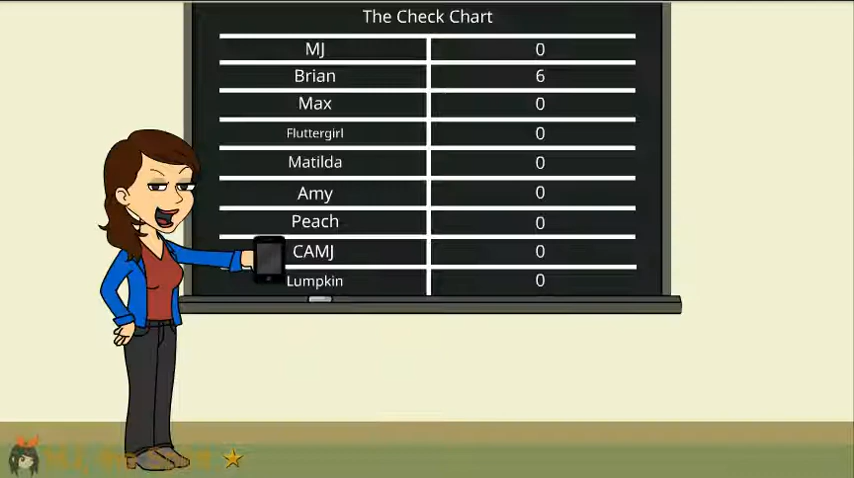 The Check Chart
MJ 0
Brian 6
Max 0
Fluttergirl 0
Matilda 0
Amy 0
Peach 0
CAMJ 0
Lumpkin 0